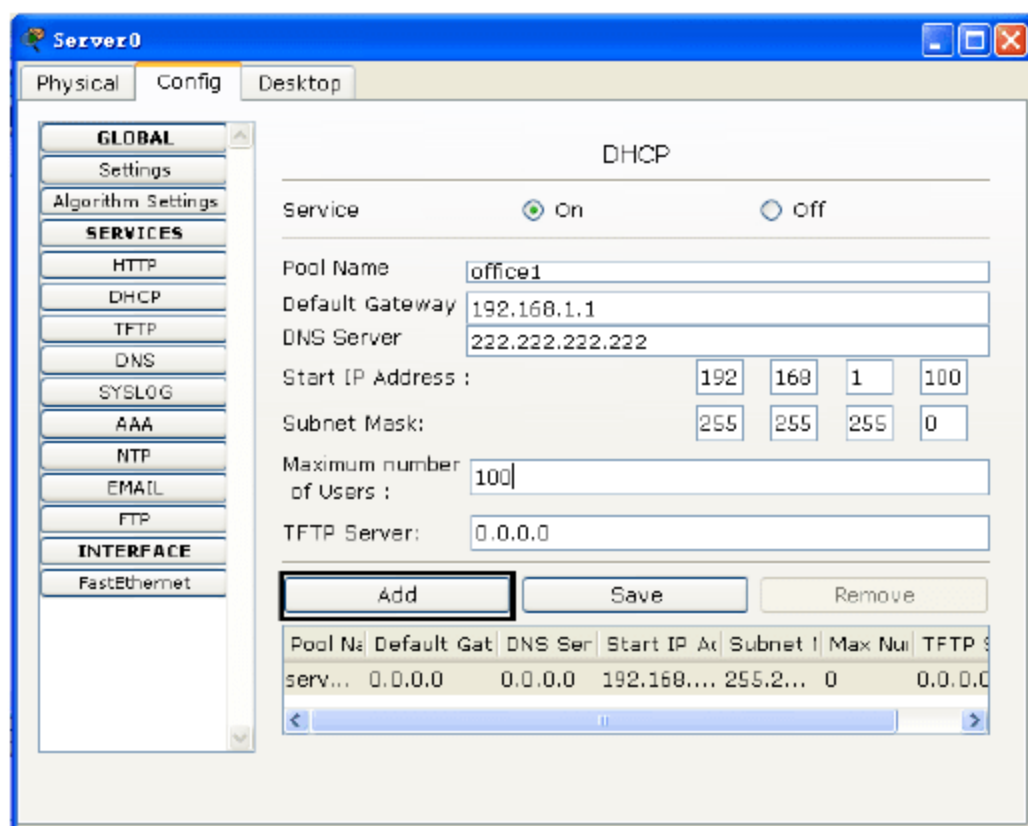 Server0
Physical Config Desktop
GLOBAL
Settings
Algorithm Settings
SERVICES
HTTP
DHCP
TFTP
DNS
SYSLOG
AAA
NTP
EMAIL
FTP
INTERFACE
FastEthernet
DHCP
Service On Off
Pool Name office1
Default Gateway 192.168.1.1
DNS Server 222.222.222.222
Start IP Address : 192 168 1 100
Subnet Mask: 255 255 255 0
Maximum number
of Users : 100
TFTP Server: 0.0.0.0
Add Save Remove
Pool Na Default Gat DNS Ser Start IP Ad Subnet Max Nu TFTP S
serv... 0.0.0.0 0.0.0.0 192.168.... 255.2... 0 0.0.0.0